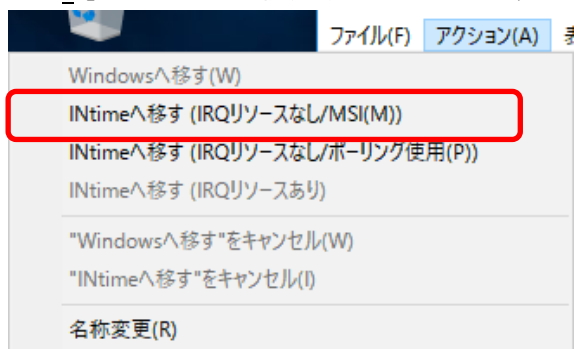 ファイル(F) アクション(A)
Windowsへ移す(W)
INtimeへ移す (IRQリソースなし/MSI(M))
INtimeへ移す (IRQリソースなし/ポーリング使用(P))
INtimeへ移す (IRQリソースあり)
"Windowsへ移す"をキャンセル(W)
"INtimeへ移す"をキャンセル(I)
名称変更(R)